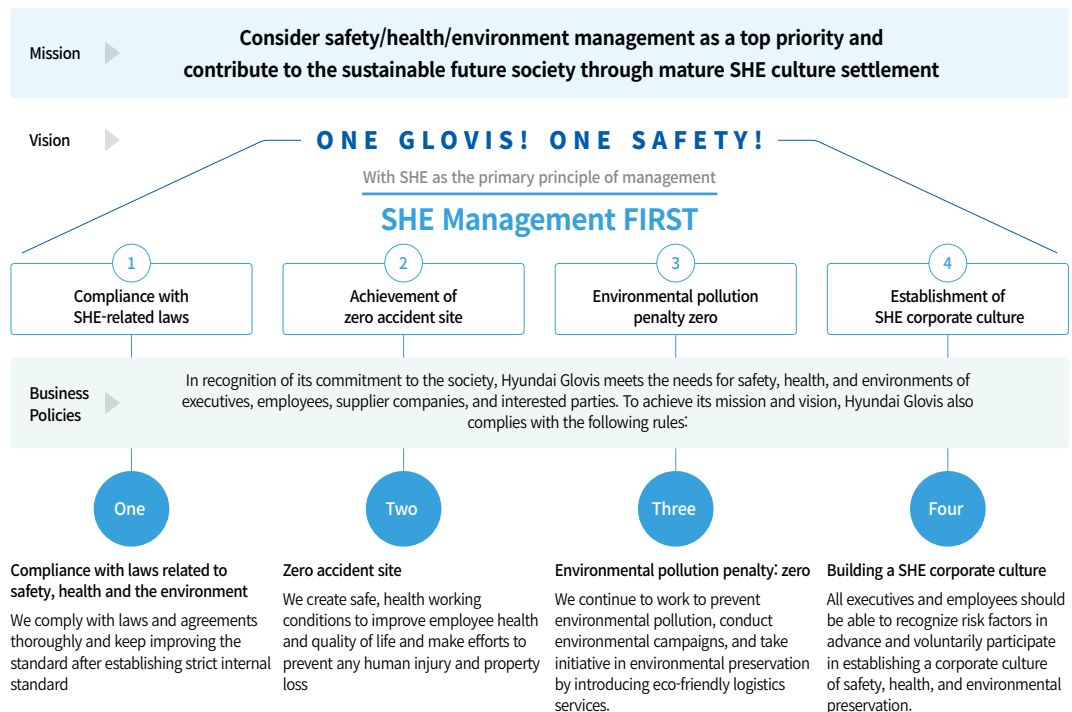 Mission
Consider safety/health/environment management as a top priority and
contribute to the sustainable future society through mature SHE culture settlement
Vision
ONE GLOVIS! ONE SAFETY!
With SHE as the primary principle of management
SHE Management FIRST
1
Compliance with
SHE-related laws
2
Achievement of
zero accident site
3
Environmental pollution
penalty zero
4
Establishment of
SHE corporate culture
Business
Policies
In recognition of its commitment to the society, Hyundai Glovis meets the needs for safety, health, and environments of
executives, employees, supplier companies, and interested parties. To achieve its mission and vision, Hyundai Glovis also
complies with the following rules:
One
Compliance with laws related to
safety, health and the environment
We comply with laws and agreements
thoroughly and keep improving the
standard after establishing strict internal
standard
Two
Zero accident site
We create safe, health working
conditions to improve employee health
and quality of life and make efforts to
prevent any human injury and property
loss
Three
Environmental pollution penalty: zero
We continue to work to prevent
environmental pollution, conduct
environmental campaigns, and take
initiative in environmental preservation
by introducing eco-friendly logistics
services.
Four
Building a SHE corporate culture
All executives and employees should
be able to recognize risk factors in
advance and voluntarily participate
in establishing a corporate culture
of safety, health, and environmental
preservation.